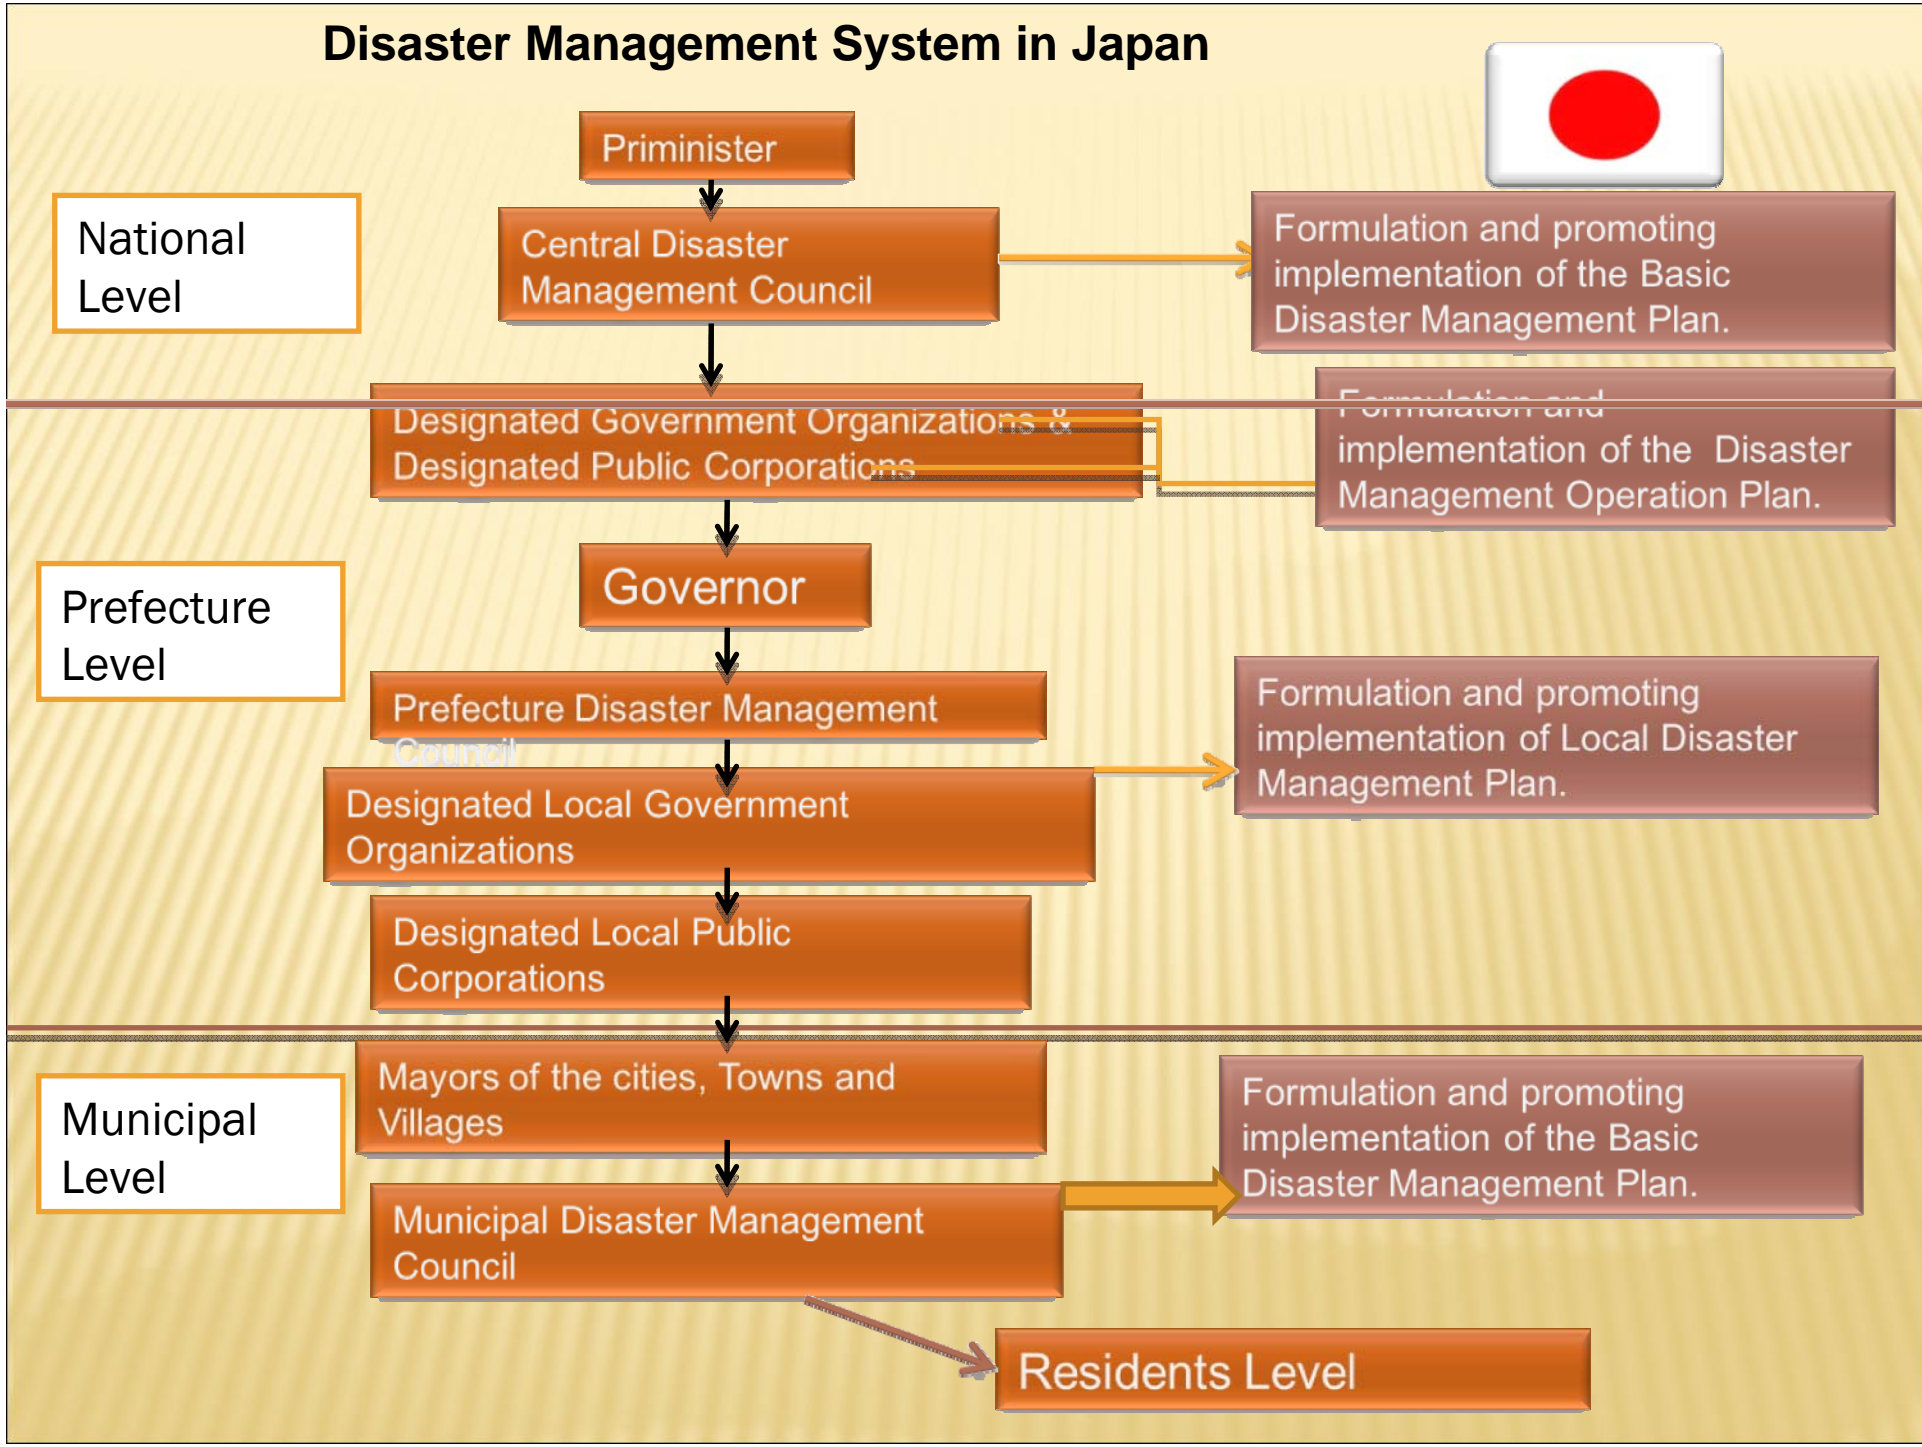 Disaster Management System in Japan
Priminister
National
Level
Central Disaster
Management Council
Formulation and promoting
implementation of the Basic
Disaster Management Plan.
Designated Government Organizations &
Designated Public Corporations
Formulation and
implementation of the Disaster
Management Operation Plan.
Governor
Prefecture
Level
Prefecture Disaster Management
Council
Formulation and promoting
implementation of Local Disaster
Management Plan.
Designated Local Government
Organizations
Designated Local Public
Corporations
Mayors of the cities, Towns and
Villages
Municipal
Level
Formulation and promoting
implementation of the Basic
Disaster Management Plan.
Municipal Disaster Management
Council
Residents Level